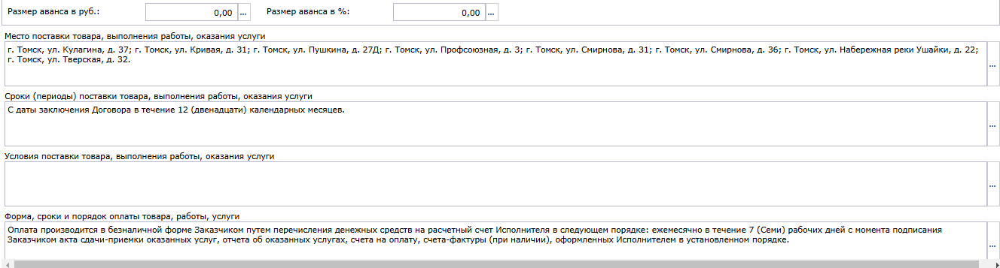 Размер аванса в руб.: 0,00 ... Размер аванса в %: 0,00 ...
Место поставки товара, выполнения работы, оказания услуги
г. Томск, ул. Кулагина, д. 37; г. Томск, ул. Кривая, д. 31; г. Томск, ул. Пушкина, д. 27Д; г. Томск, ул. Профсоюзная, д. 3; г. Томск, ул. Смирнова, д. 31; г. Томск, ул. Смирнова, д. 36; г. Томск, ул. Набережная реки Ушайки, д. 22;
г. Томск, ул. Тверская, д. 32.
...
Сроки (периоды) поставки товара, выполнения работы, оказания услуги
С даты заключения Договора в течение 12 (двенадцати) календарных месяцев.
...
Условия поставки товара, выполнения работы, оказания услуги
...
Форма, сроки и порядок оплаты товара, работы, услуги
Оплата производится в безналичной форме Заказчиком путем перечисления денежных средств на расчетный счет Исполнителя в следующем порядке: ежемесячно в течение 7 (Семи) рабочих дней с момента подписания
Заказчиком акта сдачи-приемки оказанных услуг, отчета об оказанных услугах, счета на оплату, счета-фактуры (при наличии), оформленных Исполнителем в установленном порядке.
...